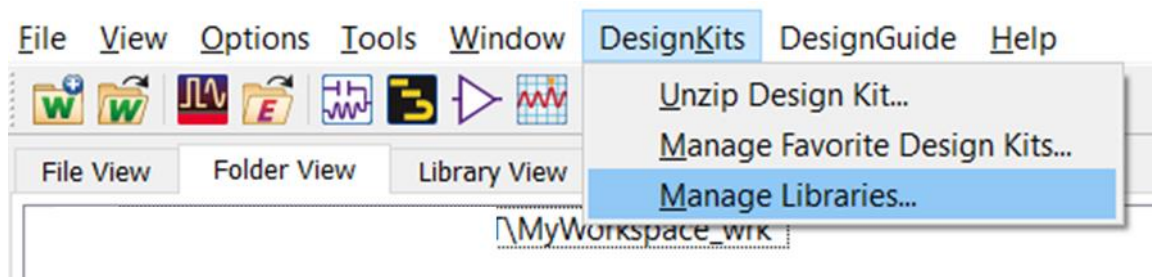 File View Options Tools Window DesignKits DesignGuide Help
W W E
Unzip Design Kit...
Manage Favorite Design Kits...
File View Folder View Library View
Manage Libraries...
\MyWorkspace_wrk